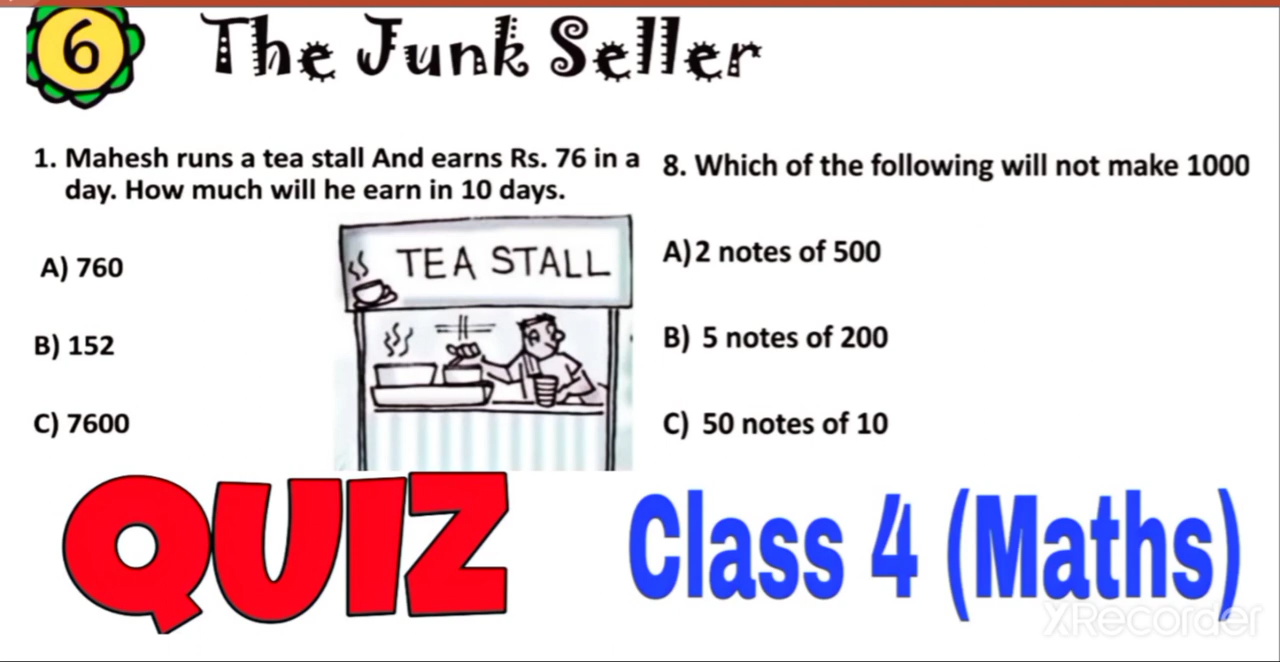 6 The Junk Seller
1. Mahesh runs a tea stall And earns Rs. 76 in a
day. How much will he earn in 10 days.
A) 760
B) 152
C) 7600
TEA STALL
8. Which of the following will not make 1000
A) 2 notes of 500
B) 5 notes of 200
C) 50 notes of 10
QUIZ
Class 4 (Maths)
XRecorder